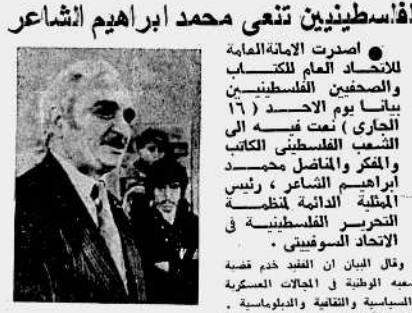 لفلسطينيين تنعى محمد ابراهيم الشاعر
● اصدرت الامانة العامة
للاتحاد العام للكتاب
والصحفيين الفلسطينيين
بيانا يوم الاحد ( ١٦
الجاري ) نعت فيه الى
الشعب الفلسطيني الكاتب
والمفكر والمناضل محمد
ابراهيم الشاعر ، رئيس
المثلية الدائمة لمنظمة
التحرير الفلسطينية في
الاتحاد السوفييتي .
وقال البيان ان الفقيد خدم قضية
شعبه الوطنية في المجالات العسكرية
السياسية والثقافية والدبلوماسية .